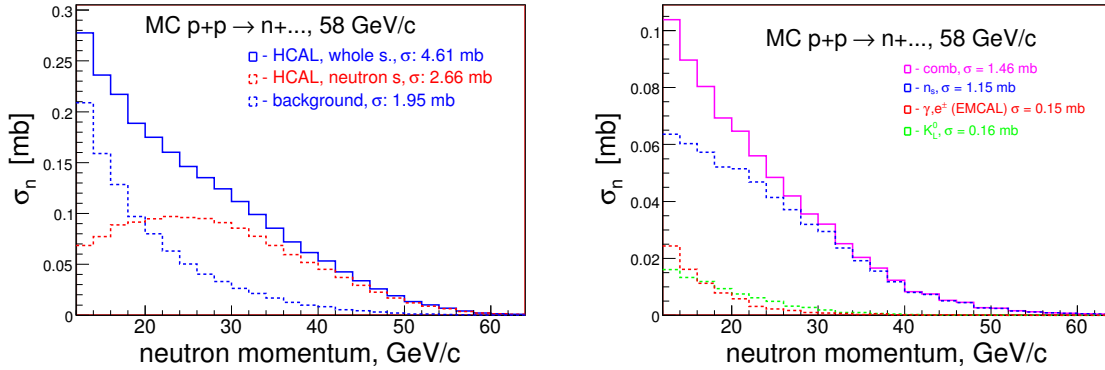 MC p+p → n+..., 58 GeV/c
- HCAL, whole s., σ: 4.61 mb
- HCAL, neutron s, σ: 2.66 mb
- background, σ: 1.95 mb
σₙ [mb]
0.3
0.25
0.2
0.15
0.1
0.05
0
20 30 40 50 60
neutron momentum, GeV/c
MC p+p → n+..., 58 GeV/c
- comb, σ = 1.46 mb
- nₛ, σ = 1.15 mb
- γ,e± (EMCAL) σ = 0.15 mb
- K⁰_L, σ = 0.16 mb
σₙ [mb]
0.1
0.08
0.06
0.04
0.02
0
20 30 40 50 60
neutron momentum, GeV/c